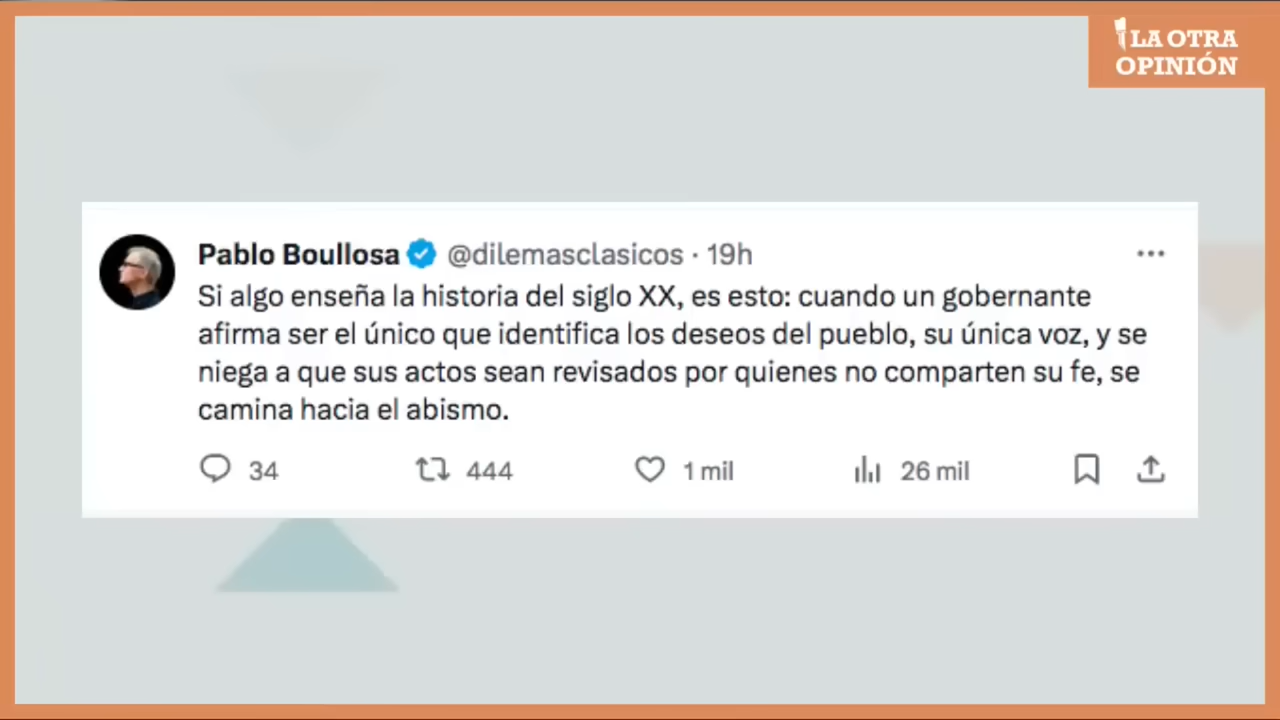 LA OTRA
OPINIÓN
Pablo Boullosa @dilemasclasicos · 19h
Si algo enseña la historia del siglo XX, es esto: cuando un gobernante
afirma ser el único que identifica los deseos del pueblo, su única voz, y se
niega a que sus actos sean revisados por quienes no comparten su fe, se
camina hacia el abismo.
34 444 1 mil 26 mil